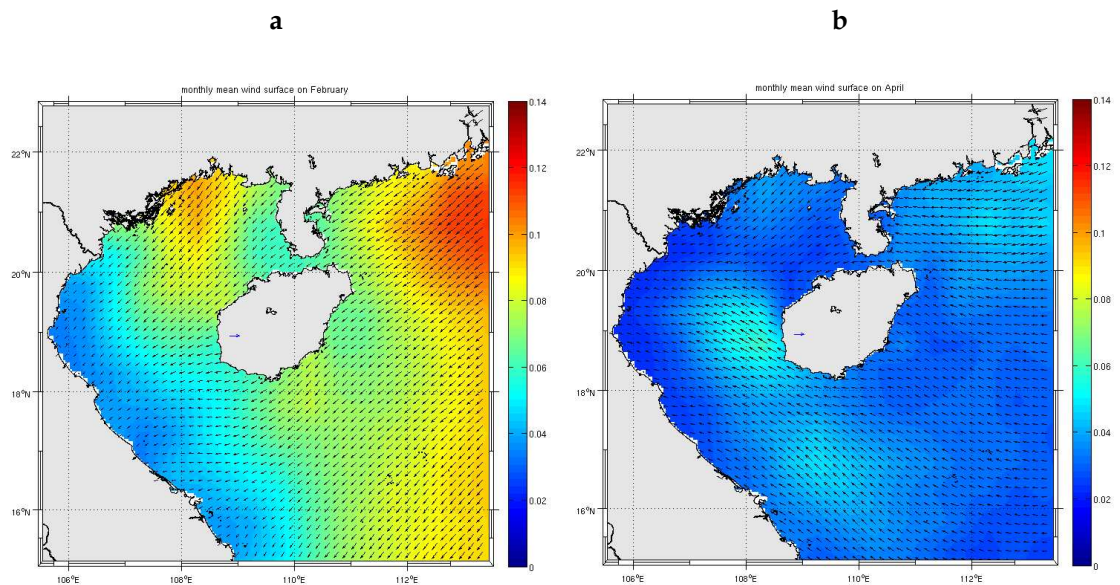 a
b
monthly mean wind surface on February
22°N
20°N
18°N
16°N
106°E
108°E
110°E
112°E
0.14
0.12
0.1
0.08
0.06
0.04
0.02
0
monthly mean wind surface on April
22°N
20°N
18°N
16°N
106°E
108°E
110°E
112°E
0.14
0.12
0.1
0.08
0.06
0.04
0.02
0